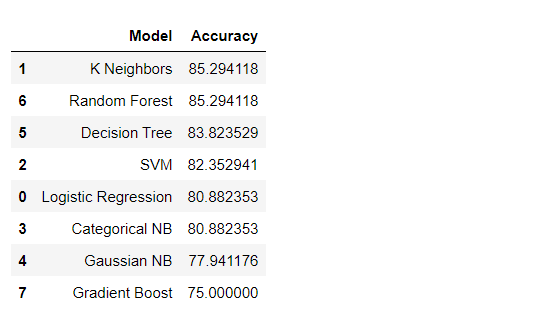 Model Accuracy
1 K Neighbors 85.294118
6 Random Forest 85.294118
5 Decision Tree 83.823529
2 SVM 82.352941
0 Logistic Regression 80.882353
3 Categorical NB 80.882353
4 Gaussian NB 77.941176
7 Gradient Boost 75.000000